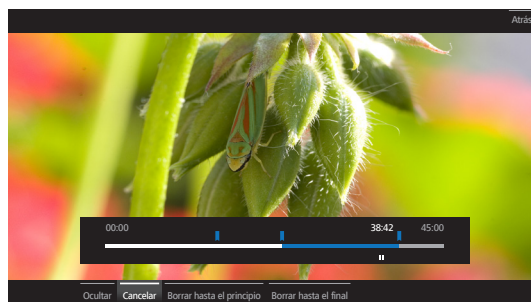 Atrás
00:00 38:42 45:00
Ocultar Cancelar Borrar hasta el principio Borrar hasta el final